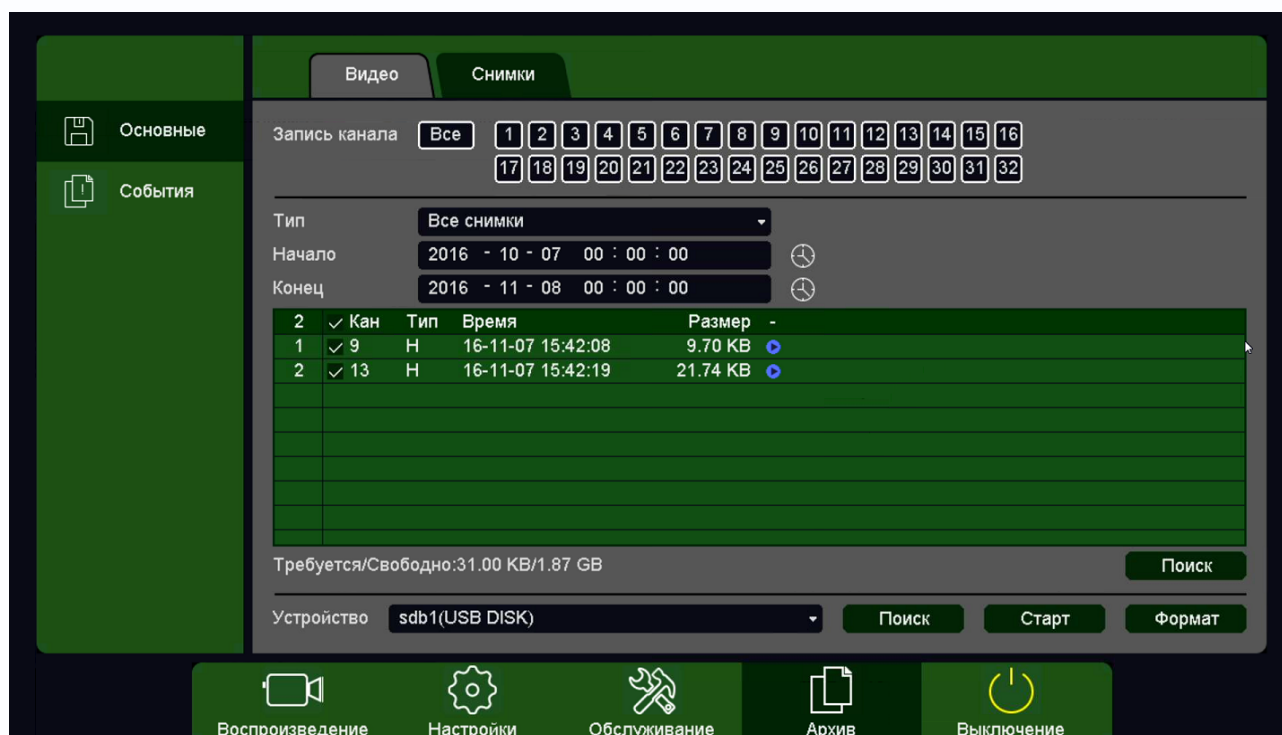 Видео Снимки
Основные
События
Запись канала Все 1 2 3 4 5 6 7 8 9 10 11 12 13 14 15 16
17 18 19 20 21 22 23 24 25 26 27 28 29 30 31 32
Тип Все снимки
Начало 2016 - 10 - 07 00 : 00 : 00
Конец 2016 - 11 - 08 00 : 00 : 00
2 Кан Тип Время Размер -
1 9 H 16-11-07 15:42:08 9.70 KB
2 13 H 16-11-07 15:42:19 21.74 KB
Требуется/Свободно:31.00 KB/1.87 GB Поиск
Устройство sdb1(USB DISK) Поиск Старт Формат
Воспроизведение Настройки Обслуживание Архив Выключение